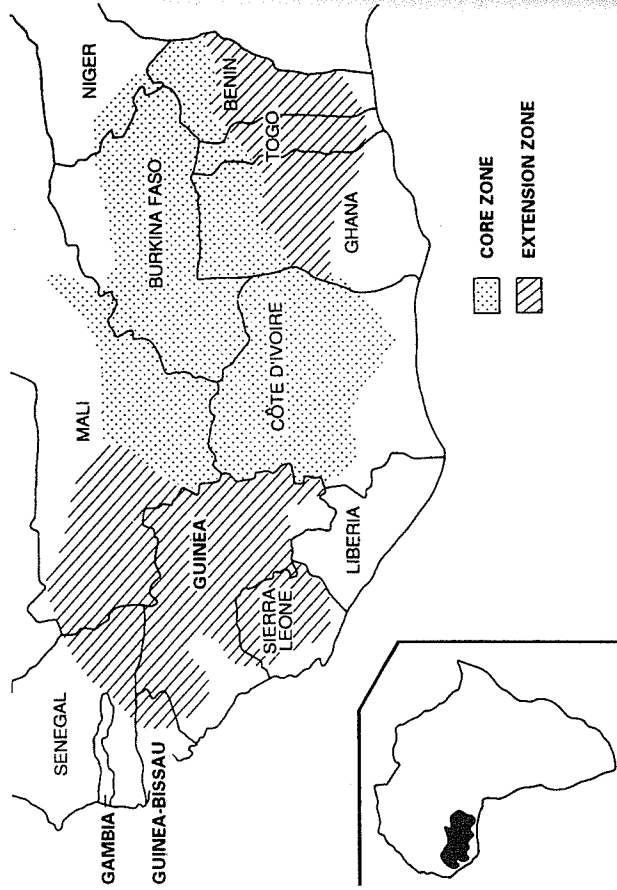 SENEGAL
GAMBIA
GUINEA-BISSAU
MALI
GUINEA
SIERRA
LEONE
LIBERIA
CÔTE D'IVOIRE
BURKINA FASO
NIGER
BENIN
TOGO
GHANA
CORE ZONE
EXTENSION ZONE